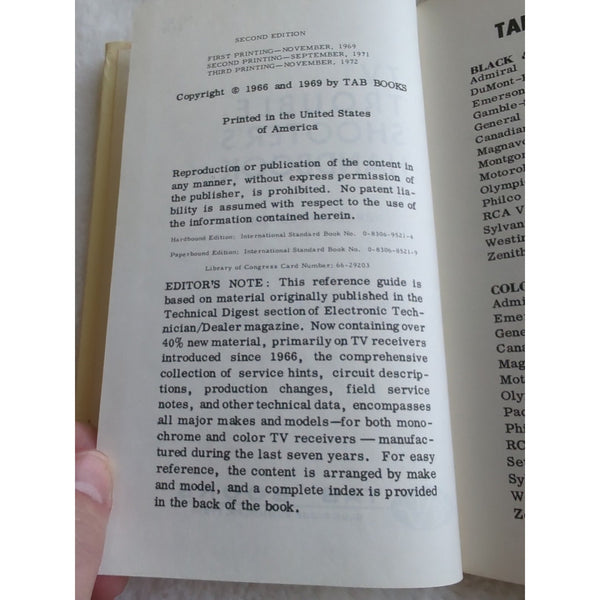 SECOND EDITION
FIRST PRINTING—NOVEMBER, 1969
SECOND PRINTING—SEPTEMBER, 1971
THIRD PRINTING—NOVEMBER, 1972
Copyright © 1966 and 1969 by TAB BOOKS
Printed in the United States
of America
Reproduction or publication of the content in
any manner, without express permission of
the publisher, is prohibited. No patent lia-
bility is assumed with respect to the use of
the information contained herein.
Hardbound Edition: International Standard Book No. 0-8306-9521-4
Paperbound Edition: International Standard Book No. 0-8306-8521-9
Library of Congress Card Number: 66-29203
EDITOR'S NOTE: This reference guide is
based on material originally published in the
Technical Digest section of Electronic Tech-
nician/Dealer magazine. Now containing over
40% new material, primarily on TV receivers
introduced since 1966, the comprehensive
collection of service hints, circuit descrip-
tions, production changes, field service
notes, and other technical data, encompasses
all major makes and models—for both mono-
chrome and color TV receivers — manufac-
tured during the last seven years. For easy
reference, the content is arranged by make
and model, and a complete index is provided
in the back of the book.
BLACK
Admiral
DuMont-
Emerson
Gamble-
General
Canadian
Magnavo
Montgom
Motorol
Olympi
Philco
RCA V
Sylvan
Westin
Zenith
COLO
Admi
Eme
Gene
Cana
Mag
Mot
Oly
Pac
Phi
RC
Se
Sy
W
Z